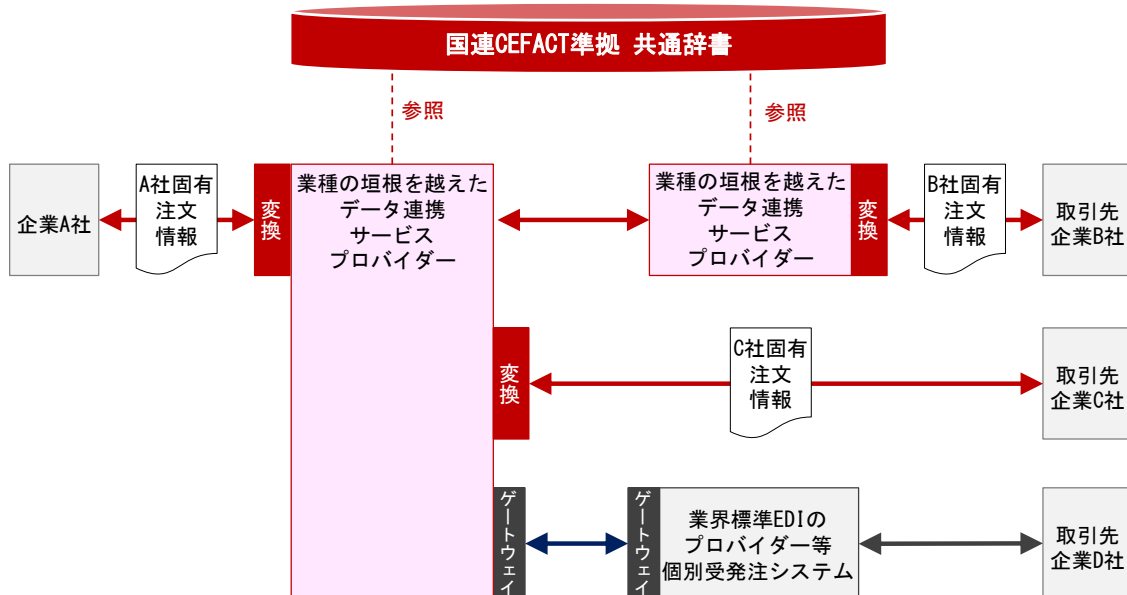 国連CEFACT準拠 共通辞書
参照
参照
企業A社
A社固有
注文
情報
変換
業種の垣根を越えた
データ連携
サービス
プロバイダー
業種の垣根を越えた
データ連携
サービス
プロバイダー
変換
B社固有
注文
情報
取引先
企業B社
変換
C社固有
注文
情報
取引先
企業C社
ゲートウェイ
ゲートウェイ
業界標準EDIの
プロバイダー等
個別受発注システム
取引先
企業D社